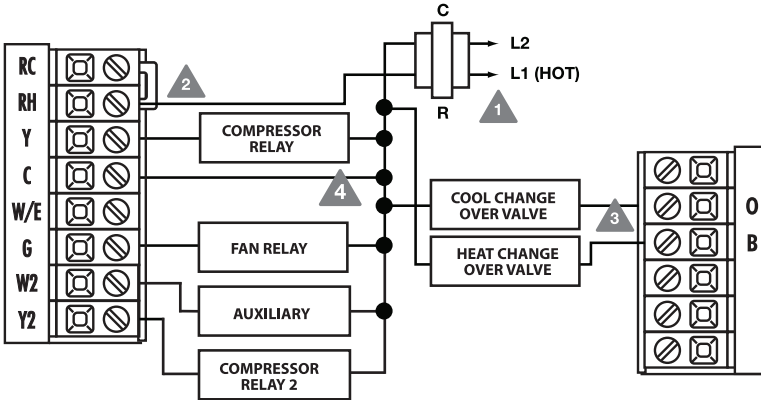 C
L2
L1 (HOT)
R
1
RC
RH
Y
C
W/E
G
W2
Y2
2
COMPRESSOR
RELAY
4
FAN RELAY
AUXILIARY
COMPRESSOR
RELAY 2
COOL CHANGE
OVER VALVE
HEAT CHANGE
OVER VALVE
3
O
B